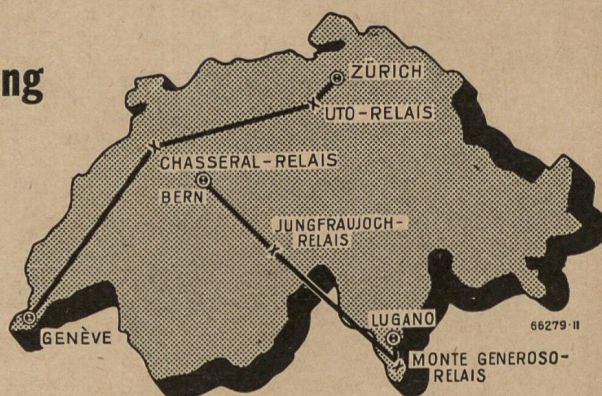 ng
ZÜRICH
UTO-RELAIS
CHASSERAL-RELAIS
BERN
JUNGFRAUJOCH-
RELAIS
LUGANO
66279·II
GENÈVE
MONTE GENEROSO-
RELAIS